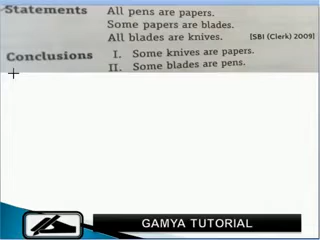 Statements All pens are papers.
Some papers are blades.
All blades are knives. [SBI (Clerk) 2009]
Conclusions I. Some knives are papers.
II. Some blades are pens.
GAMYA TUTORIAL